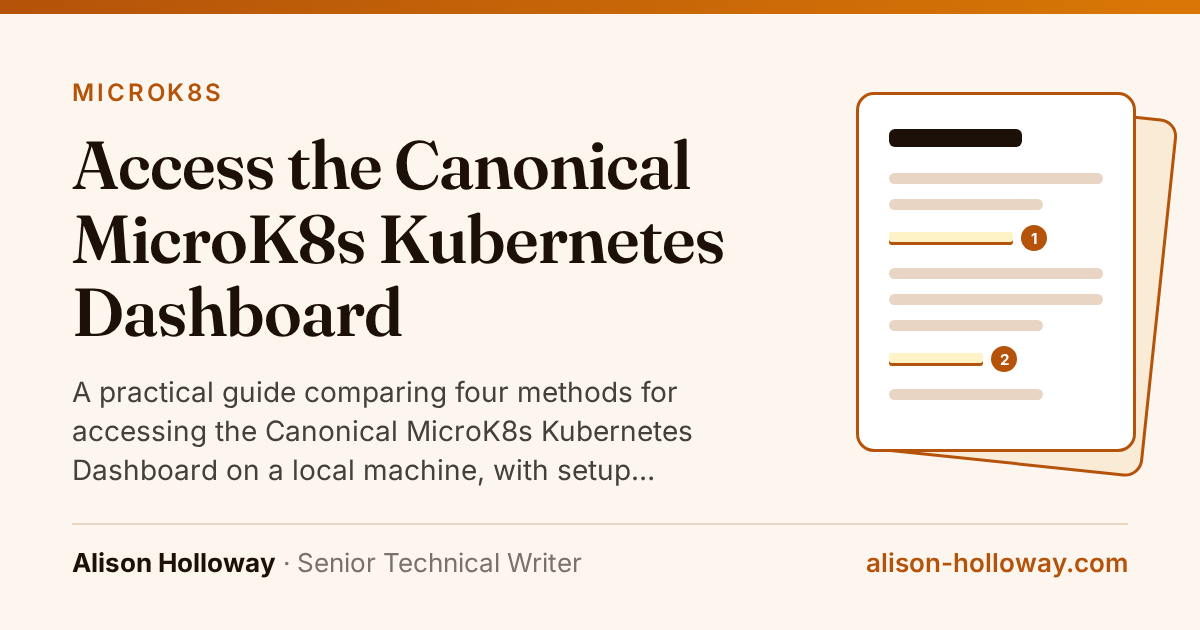 MICROK8S
Access the Canonical
MicroK8s Kubernetes
Dashboard
A practical guide comparing four methods for
accessing the Canonical MicroK8s Kubernetes
Dashboard on a local machine, with setup...
1
2
Alison Holloway · Senior Technical Writer
alison-holloway.com